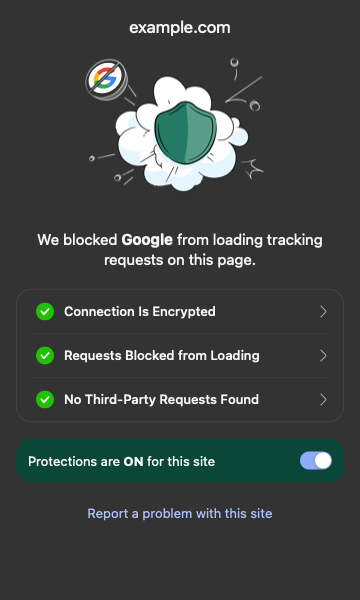 example.com
We blocked Google from loading tracking
requests on this page.
Connection Is Encrypted
Requests Blocked from Loading
No Third-Party Requests Found
Protections are ON for this site
Report a problem with this site